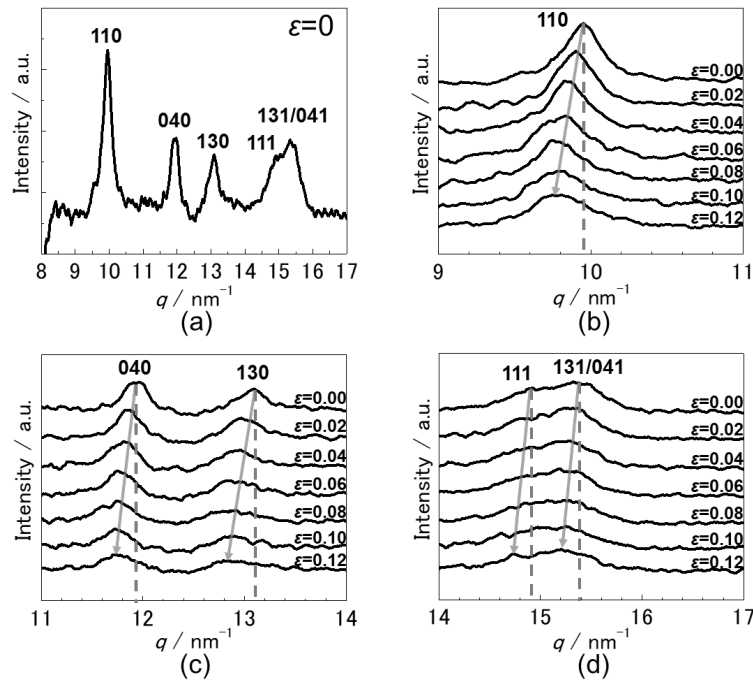 ε=0
110
040
130
111
131/041
Intensity / a.u.
8 9 10 11 12 13 14 15 16 17
q / nm⁻¹
(a)
110
ε=0.00
ε=0.02
ε=0.04
ε=0.06
ε=0.08
ε=0.10
ε=0.12
Intensity / a.u.
9 10 11
q / nm⁻¹
(b)
040 130
ε=0.00
ε=0.02
ε=0.04
ε=0.06
ε=0.08
ε=0.10
ε=0.12
Intensity / a.u.
11 12 13 14
q / nm⁻¹
(c)
111 131/041
ε=0.00
ε=0.02
ε=0.04
ε=0.06
ε=0.08
ε=0.10
ε=0.12
Intensity / a.u.
14 15 16 17
q / nm⁻¹
(d)